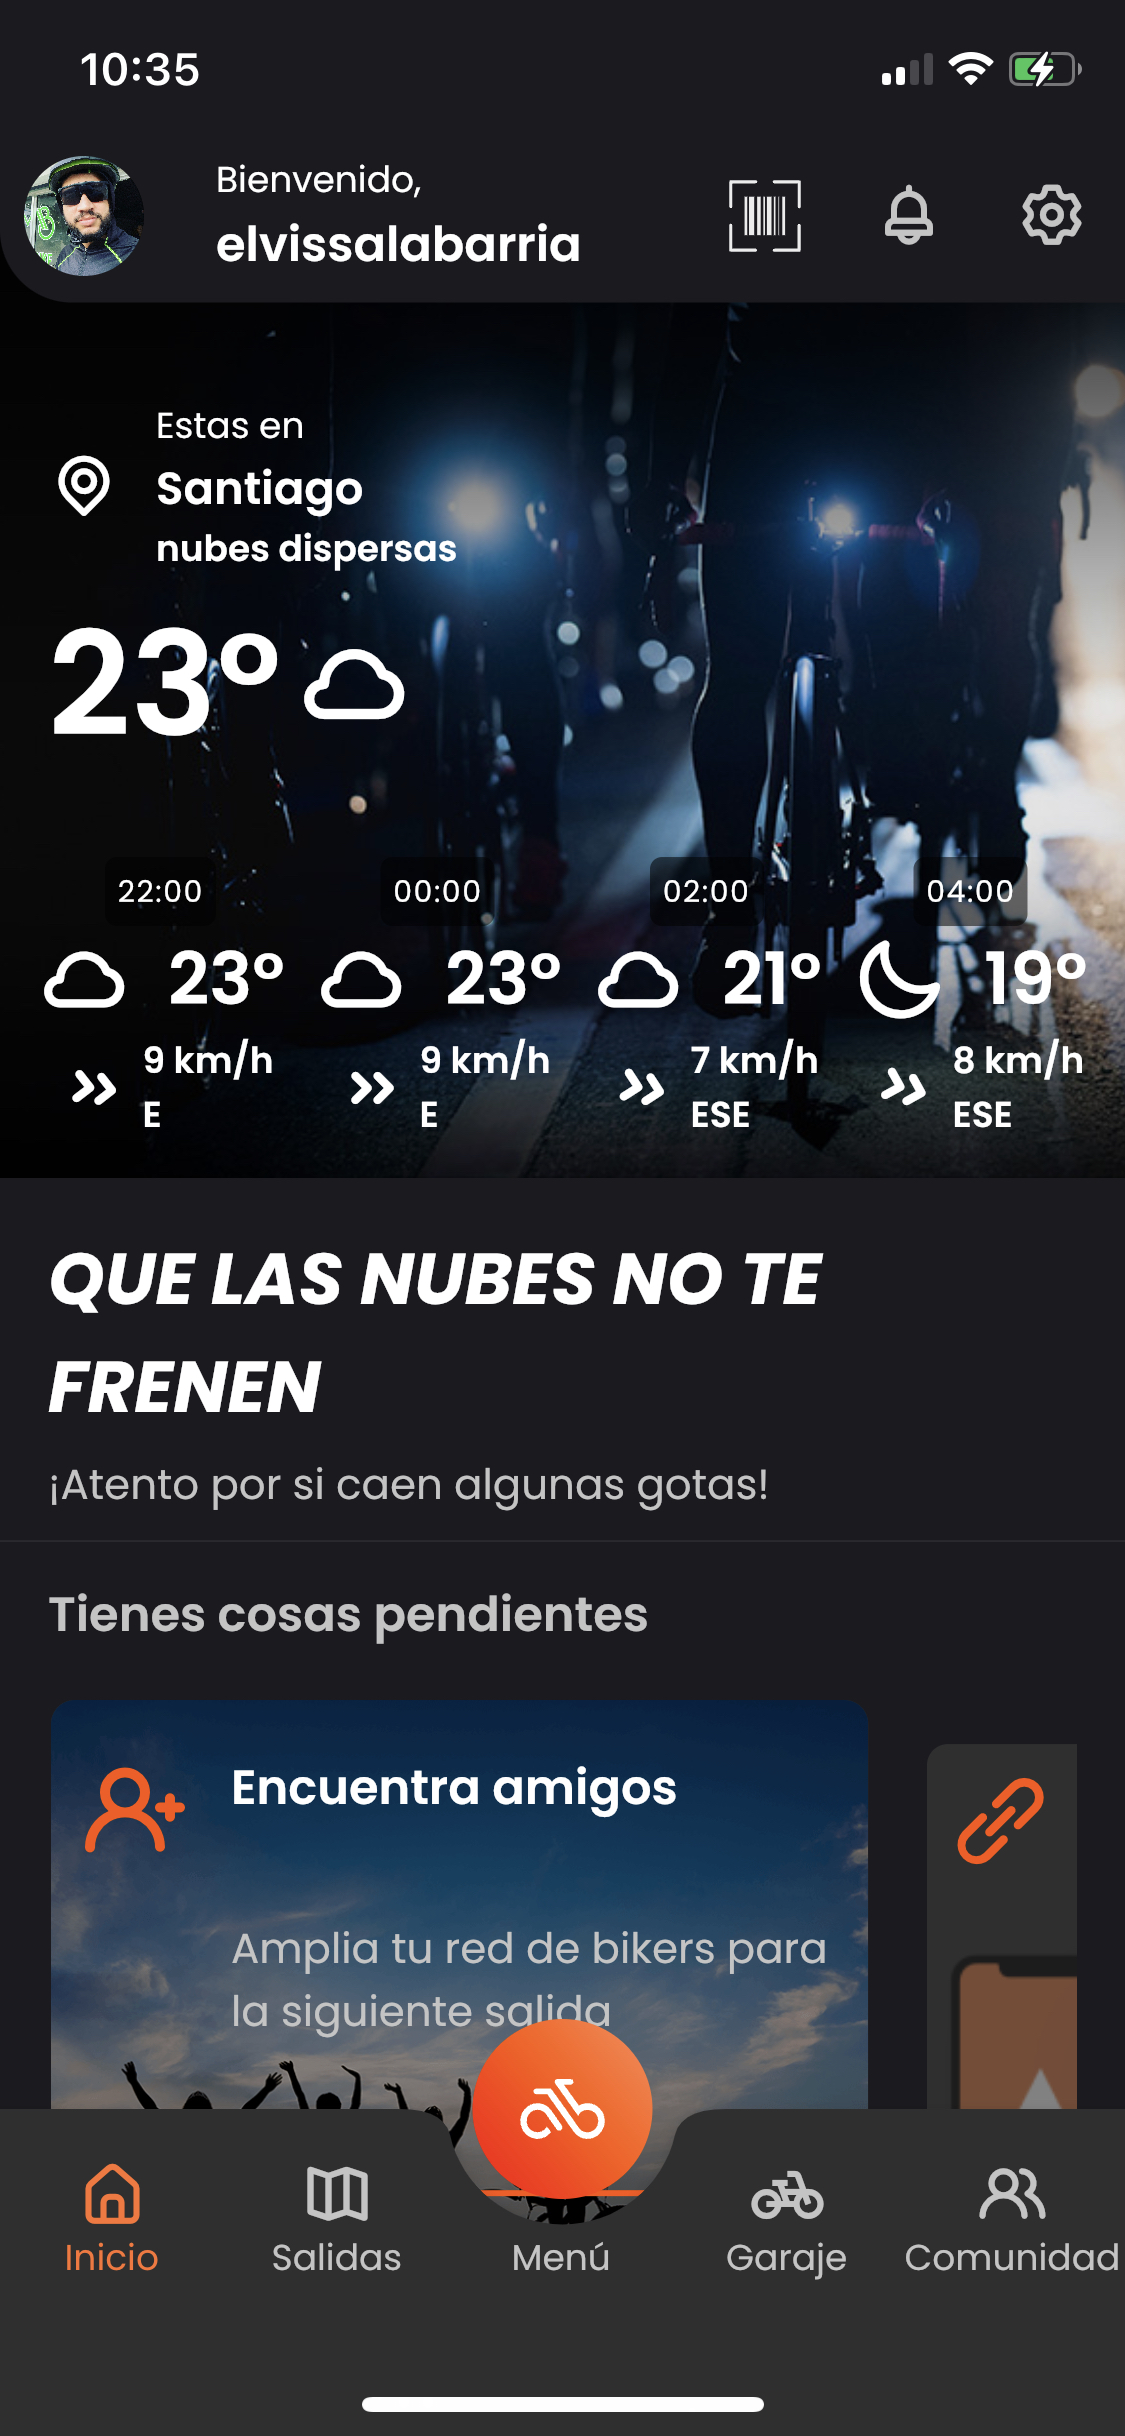 10:35
Bienvenido,
elvissalabarria
Estas en
Santiago
nubes dispersas
23°
22:00 00:00 02:00 04:00
23° 23° 21° 19°
9 km/h 9 km/h 7 km/h 8 km/h
E E ESE ESE
QUE LAS NUBES NO TE
FRENEN
¡Atento por si caen algunas gotas!
Tienes cosas pendientes
Encuentra amigos
Amplia tu red de bikers para
la siguiente salida
Inicio Salidas Menú Garaje Comunidad